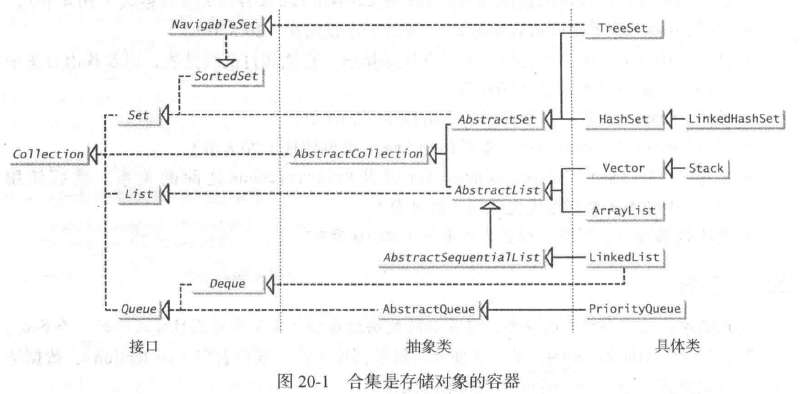 NavigableSet
TreeSet
SortedSet
Set
AbstractSet
HashSet
LinkedHashSet
Collection
AbstractCollection
Vector
Stack
List
AbstractList
ArrayList
AbstractSequentialList
LinkedList
Deque
Queue
AbstractQueue
PriorityQueue
接口
抽象类
具体类
图 20-1 合集是存储对象的容器